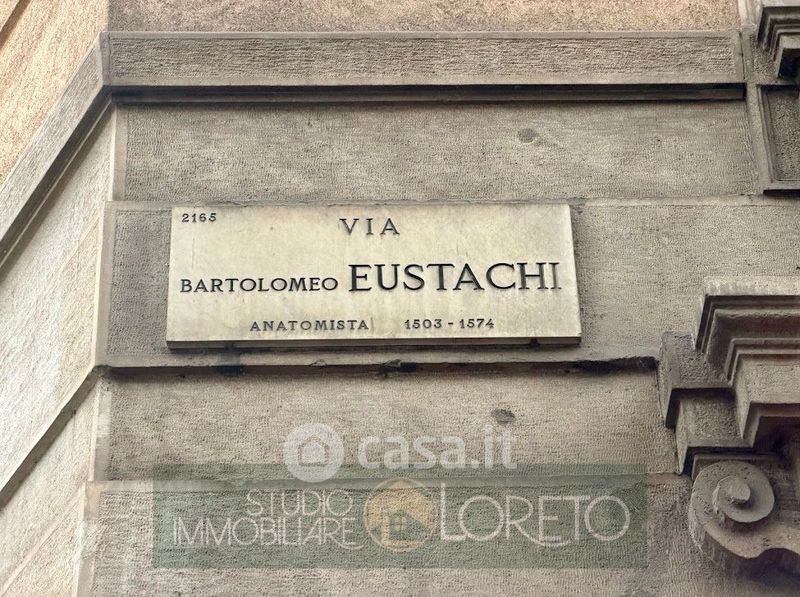 2165
VIA
BARTOLOMEO EUSTACHI
ANATOMISTA 1503 - 1574
casa.it
STUDIO
IMMOBILIARE LORETO